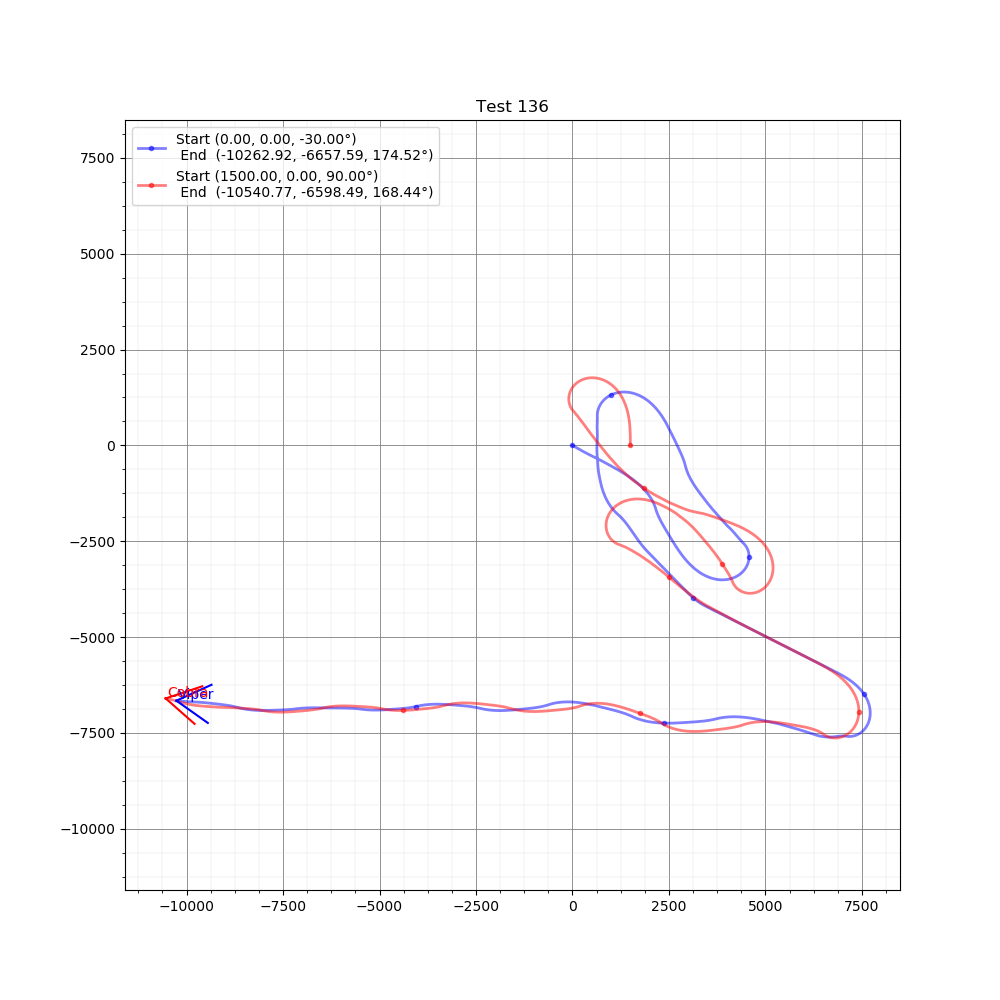 Test 136
Start (0.00, 0.00, -30.00°)
End (-10262.92, -6657.59, 174.52°)
Start (1500.00, 0.00, 90.00°)
End (-10540.77, -6598.49, 168.44°)
7500
5000
2500
0
−2500
−5000
−7500
−10000
−10000 −7500 −5000 −2500 0 2500 5000 7500